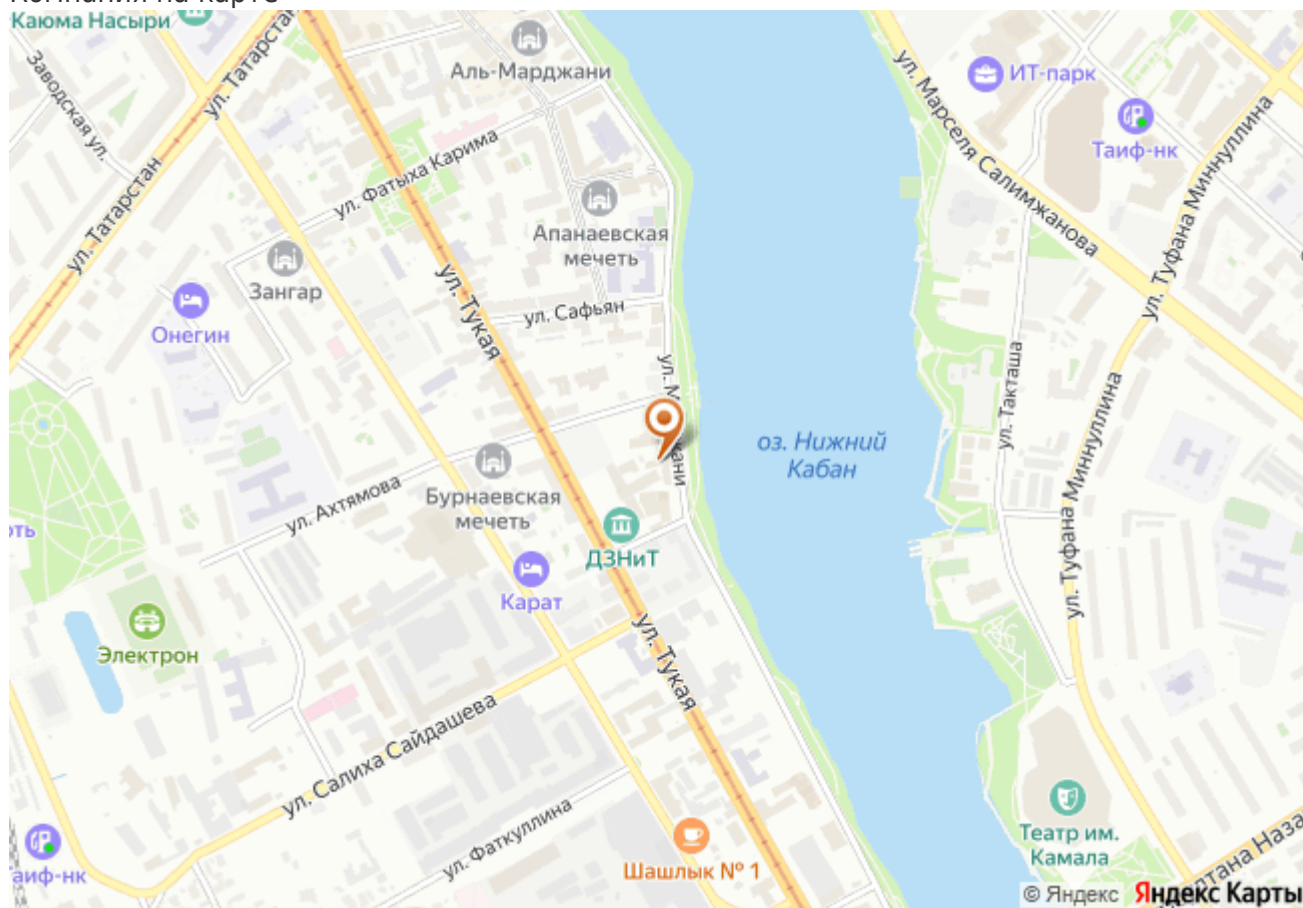 Компания на карте
Каюма Насыри
Заводская ул.
ул. Татарстан
Аль-Марджани
ИТ-парк
ул. Марселя Салимжанова
Таиф-нк
ул. Фатыха Карима
ул. Татарстан
Апанаевская
мечеть
ул. Туфана Миннуллина
Зангар
ул. Тукая
Онегин
ул. Сафьян
ул. Такташа
оз. Нижний
Кабан
ул. Ахтямова
Бурнаевская
мечеть
ДЗНиТ
ул. Туфана Миннуллина
Карат
Электрон
ул. Тукая
ул. Салиха Сайдашева
ул. Фаткуллина
Театр им.
Камала
Шашлык № 1
© Яндекс Яндекс Карты